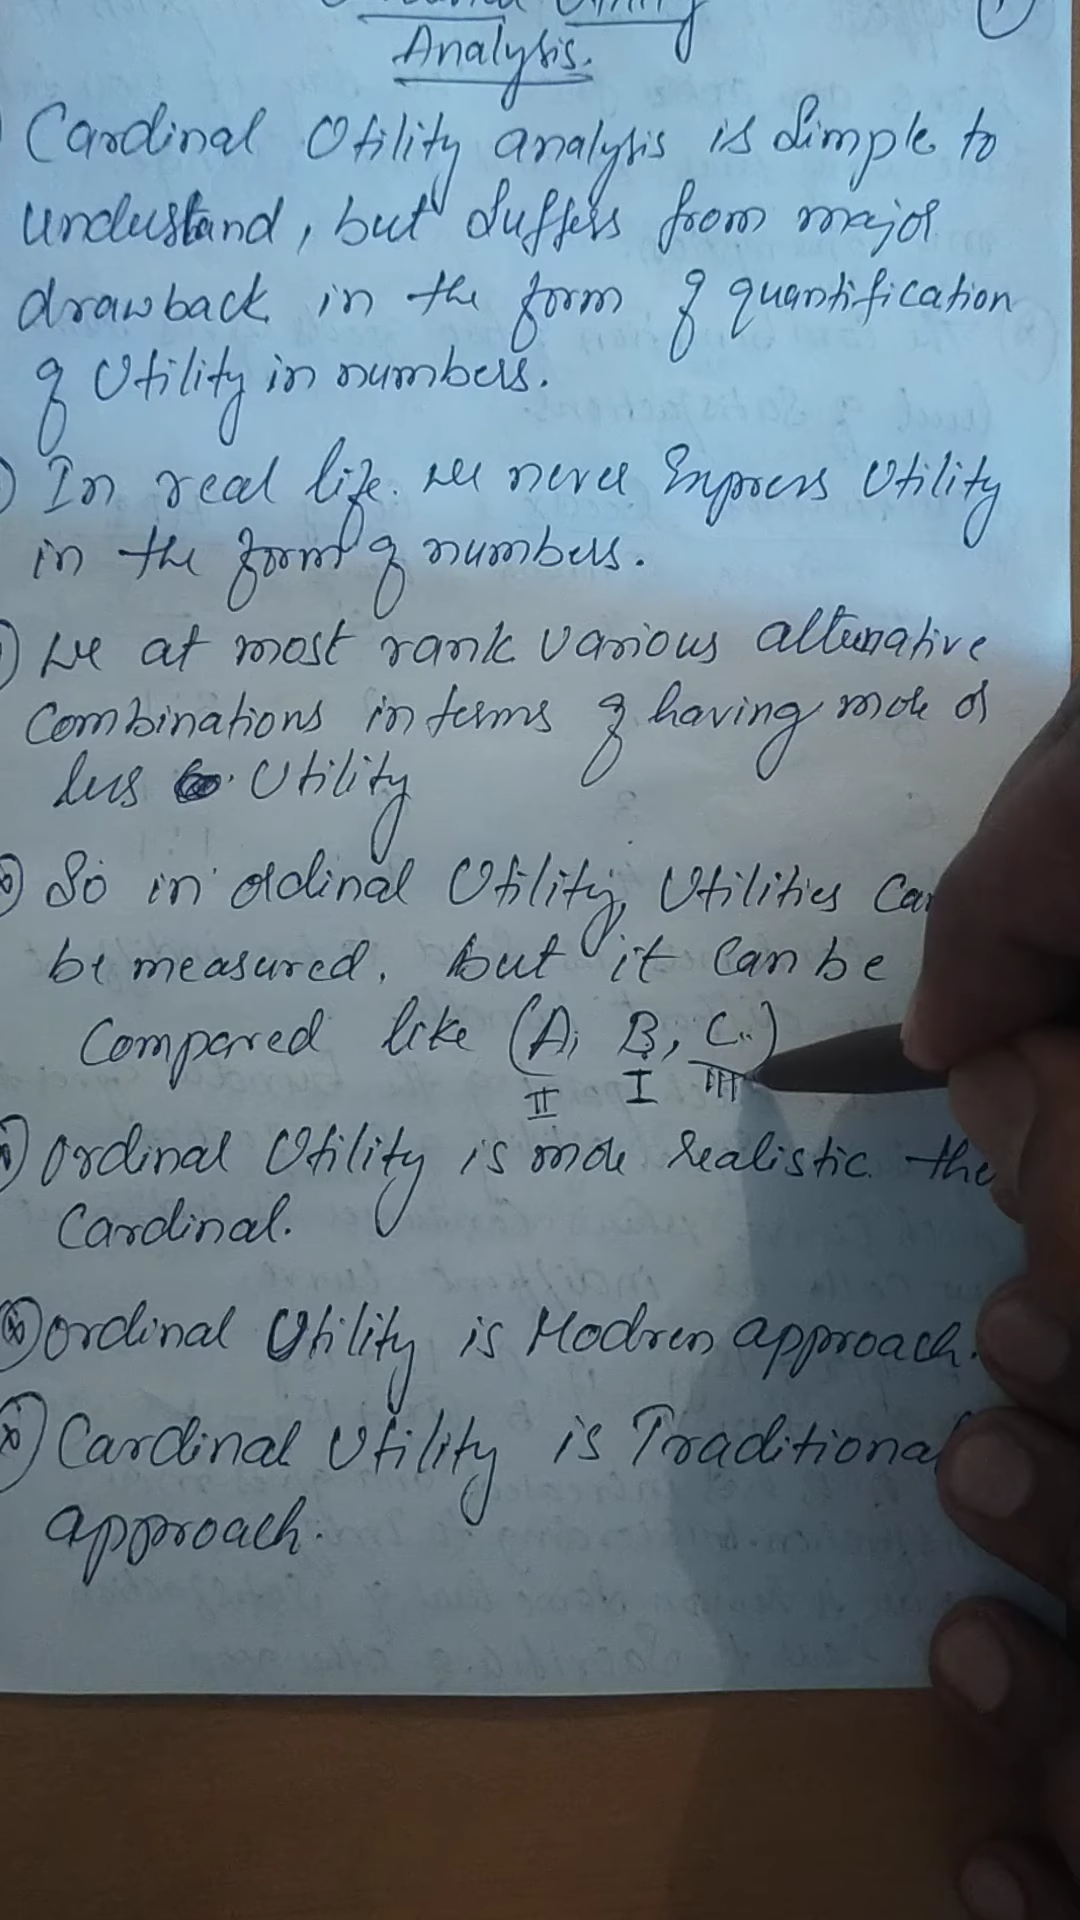 Utility
Analysis.
Cardinal Utility analysis is simple to
understand, but suffers from major
drawback in the form of quantification
of Utility in numbers.
In real life. we never Express Utility
in the form of numbers.
we at most rank various alternative
Combinations in terms of having more or
less Utility
So in ordinal Utility, Utilities
be measured, but it can be
Compared like (A, B, C..)
II I III
Ordinal Utility is more realistic the
Cardinal.
Ordinal Utility is Modren approach.
Cardinal Utility is Traditional
approach.